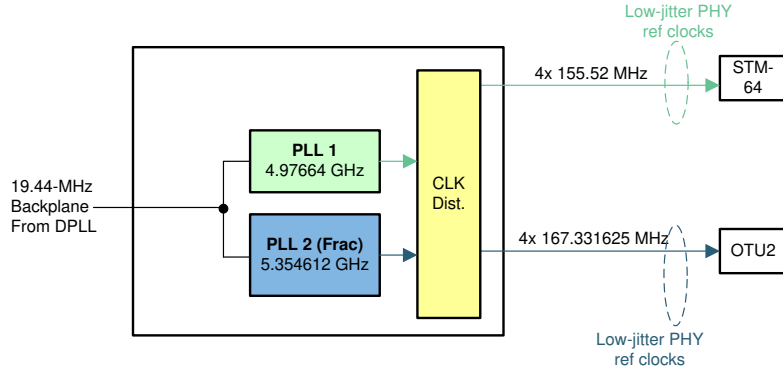 Low-jitter PHY
ref clocks
4x 155.52 MHz
STM-
64
PLL 1
4.97664 GHz
19.44-MHz
Backplane
From DPLL
CLK
Dist.
PLL 2 (Frac)
5.354612 GHz
4x 167.331625 MHz
OTU2
Low-jitter PHY
ref clocks